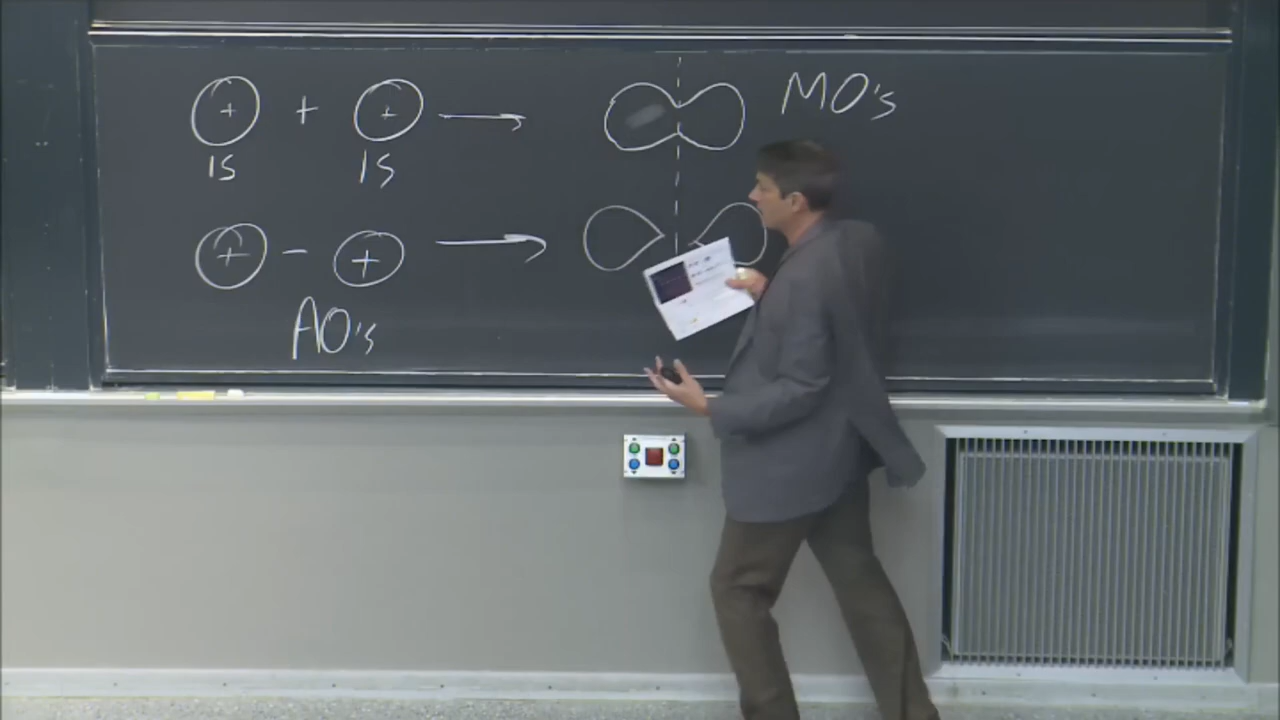 + + + → MO's
1S 1S
+ − + →
AO's